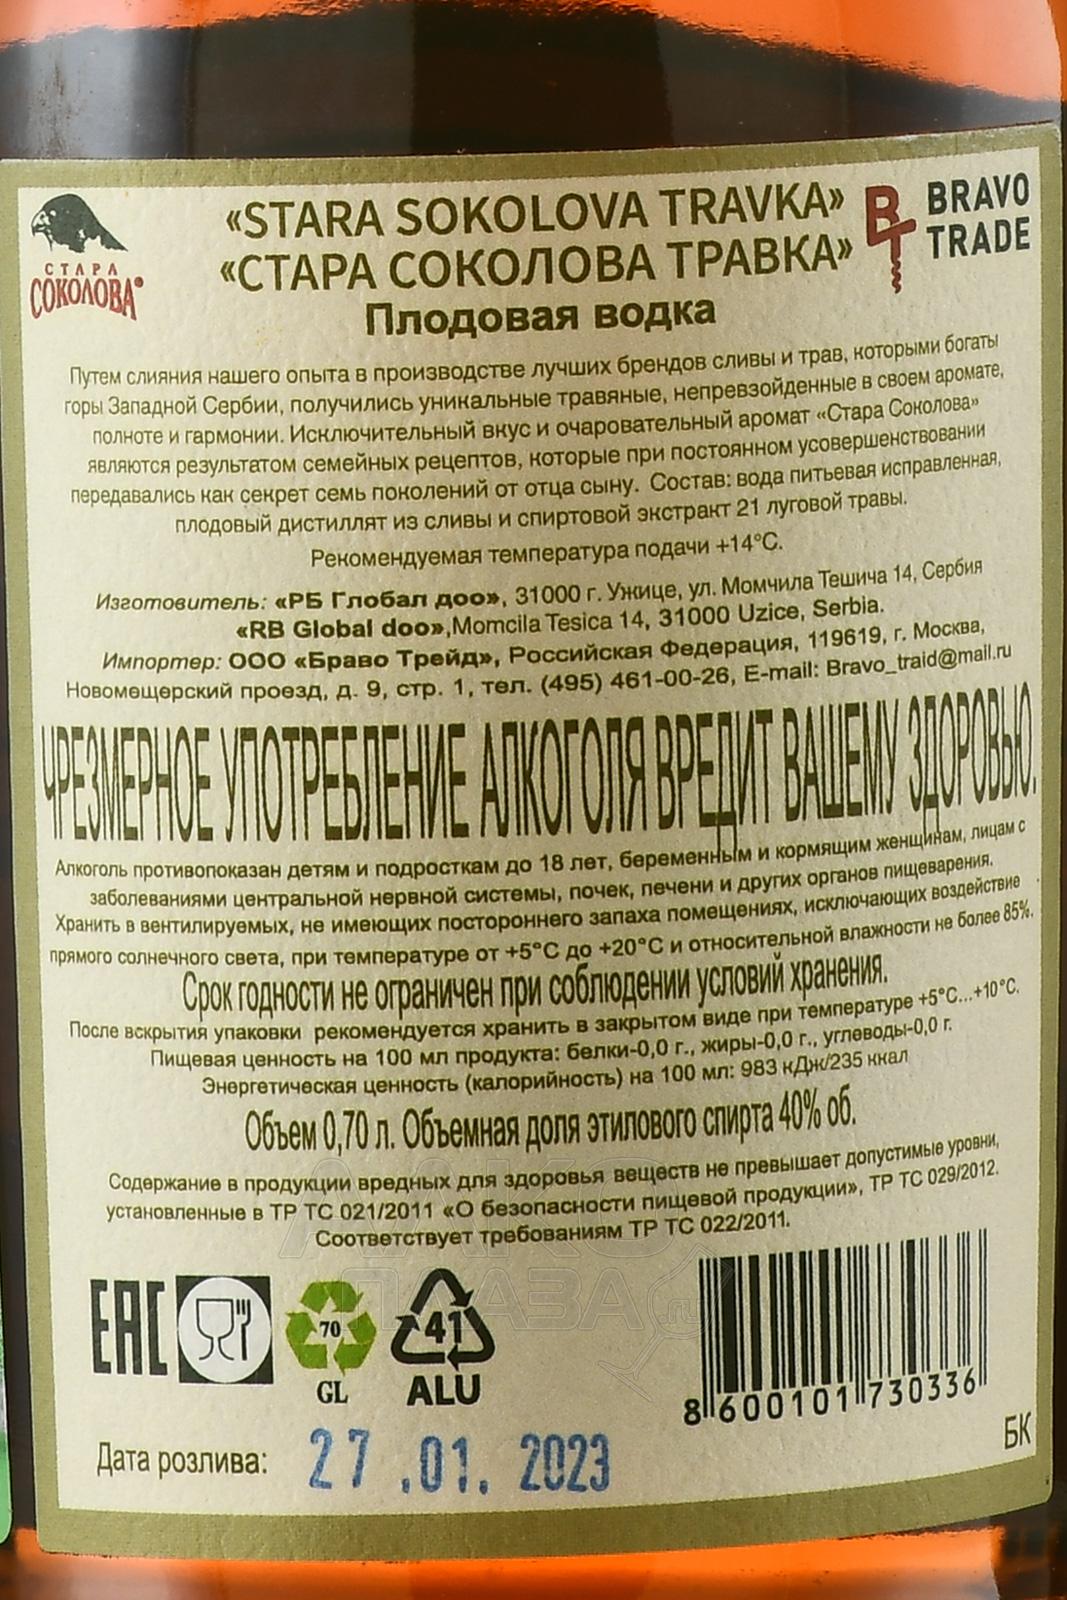 СТАРА
СОКОЛОВА®
«STARA SOKOLOVA TRAVKA»
«СТАРА СОКОЛОВА ТРАВКА»
Плодовая водка
BRAVO
TRADE
Путем слияния нашего опыта в производстве лучших брендов сливы и трав, которыми богаты
горы Западной Сербии, получились уникальные травяные, непревзойденные в своем аромате,
полноте и гармонии. Исключительный вкус и очаровательный аромат «Стара Соколова»
являются результатом семейных рецептов, которые при постоянном усовершенствовании
передавались как секрет семь поколений от отца сыну. Состав: вода питьевая исправленная,
плодовый дистиллят из сливы и спиртовой экстракт 21 луговой травы.
Рекомендуемая температура подачи +14°C.
Изготовитель: «РБ Глобал доо», 31000 г. Ужице, ул. Момчила Тешича 14, Сербия
«RB Global doo»,Momcila Tesica 14, 31000 Uzice, Serbia.
Импортер: ООО «Браво Трейд», Российская Федерация, 119619, г. Москва,
Новомещерский проезд, д. 9, стр. 1, тел. (495) 461-00-26, E-mail: Bravo_traid@mail.ru
ЧРЕЗМЕРНОЕ УПОТРЕБЛЕНИЕ АЛКОГОЛЯ ВРЕДИТ ВАШЕМУ ЗДОРОВЬЮ.
Алкоголь противопоказан детям и подросткам до 18 лет, беременным и кормящим женщинам, лицам с
заболеваниями центральной нервной системы, почек, печени и других органов пищеварения.
Хранить в вентилируемых, не имеющих постороннего запаха помещениях, исключающих воздействие
прямого солнечного света, при температуре от +5°C до +20°C и относительной влажности не более 85%.
Срок годности не ограничен при соблюдении условий хранения.
После вскрытия упаковки рекомендуется хранить в закрытом виде при температуре +5°C...+10°C.
Пищевая ценность на 100 мл продукта: белки-0,0 г., жиры-0,0 г., углеводы-0,0 г.
Энергетическая ценность (калорийность) на 100 мл: 983 кДж/235 ккал
Объем 0,70 л. Объемная доля этилового спирта 40% об.
Содержание в продукции вредных для здоровья веществ не превышает допустимые уровни,
установленные в ТР ТС 021/2011 «О безопасности пищевой продукции», ТР ТС 029/2012.
Соответствует требованиям ТР ТС 022/2011.
АЛКО
ПЛАЗА.ru
EAC
70
GL
41
ALU
8 600101 730336
Дата розлива: 27.01. 2023
БК